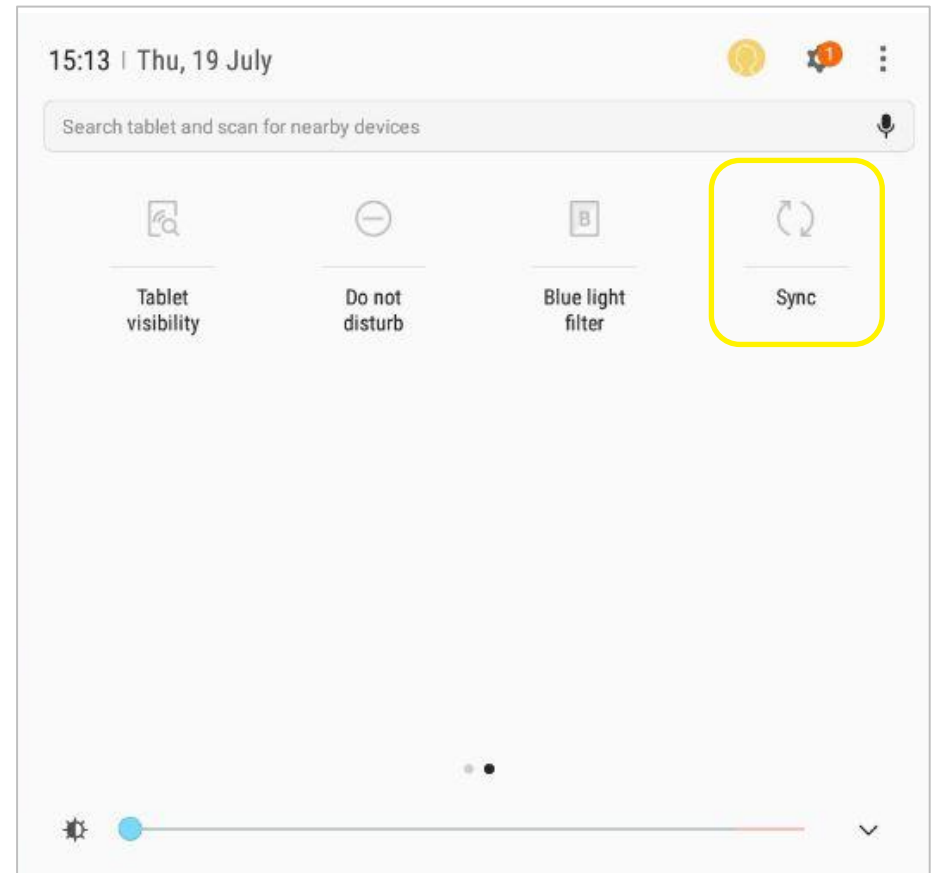 15:13 | Thu, 19 July
1
Search tablet and scan for nearby devices
B
Tablet
visibility
Do not
disturb
Blue light
filter
Sync